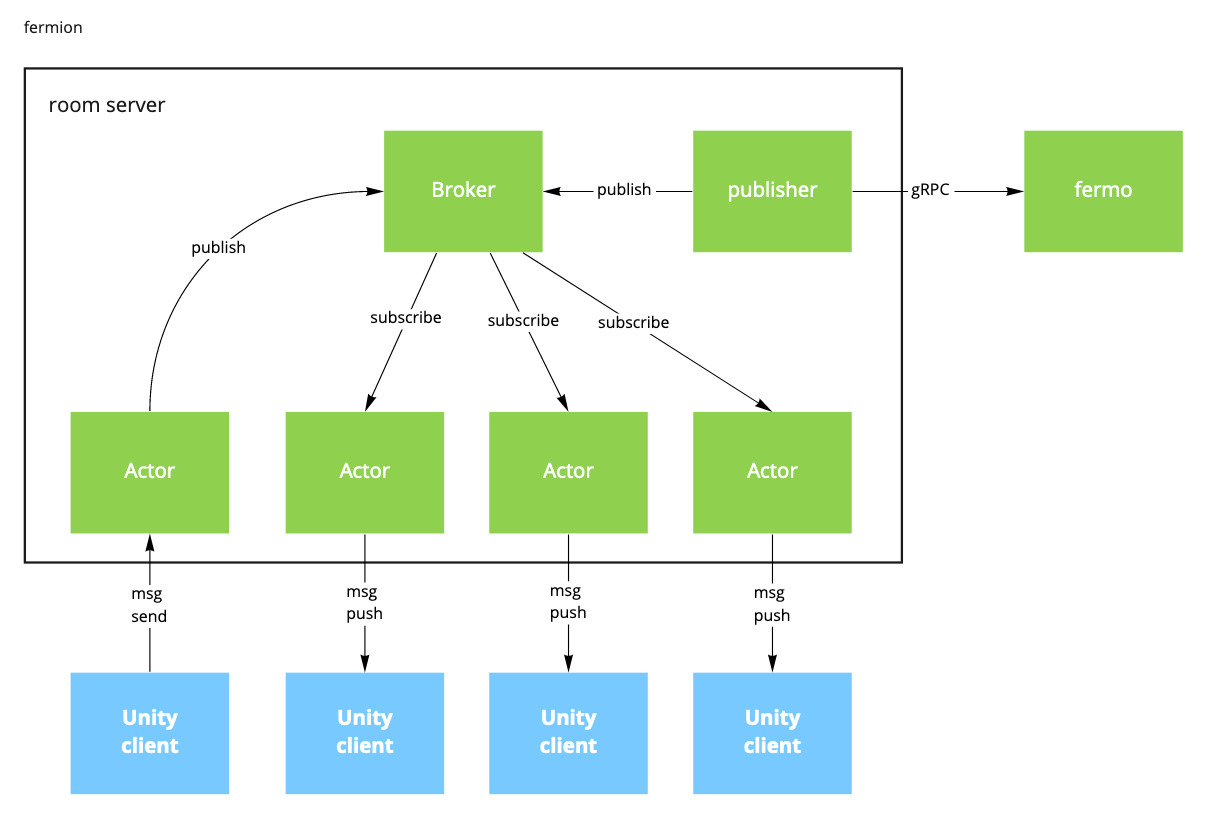 fermion
room server
Broker
publish
publisher
gRPC
fermo
publish
subscribe
subscribe
subscribe
Actor
Actor
Actor
Actor
msg
send
msg
push
msg
push
msg
push
Unity
client
Unity
client
Unity
client
Unity
client